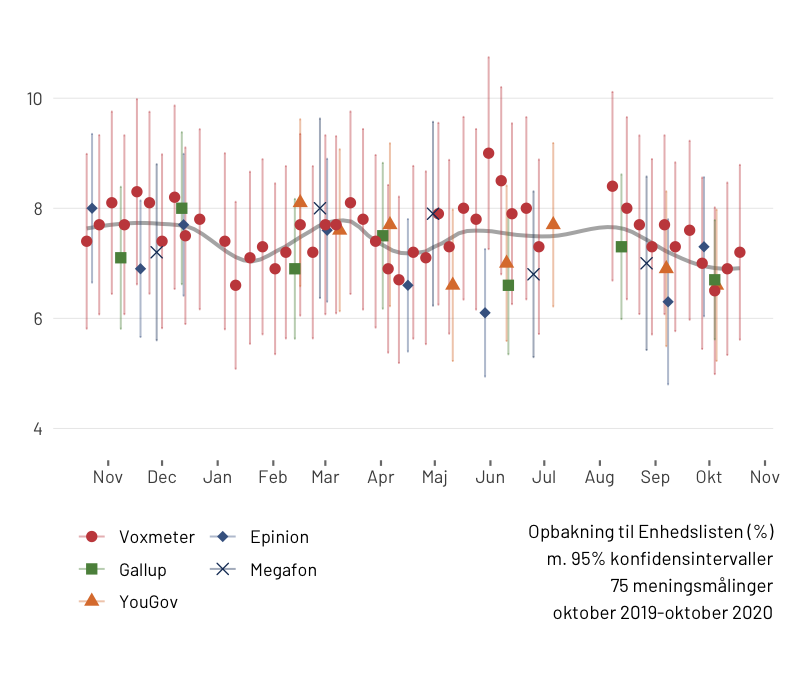 10
8
6
4
Nov Dec Jan Feb Mar Apr Maj Jun Jul Aug Sep Okt Nov
Voxmeter Epinion
Gallup Megafon
YouGov
Opbakning til Enhedslisten (%)
m. 95% konfidensintervaller
75 meningsmålinger
oktober 2019-oktober 2020